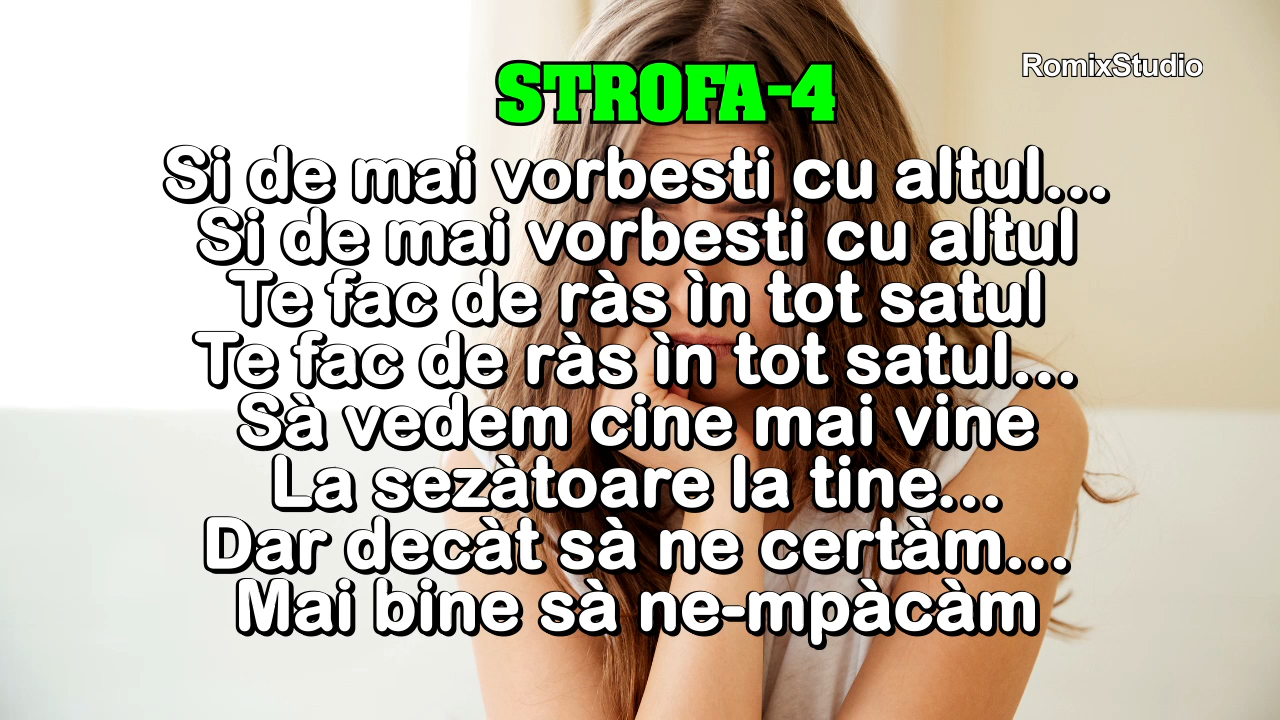 RomixStudio
STROFA-4
Si de mai vorbesti cu altul...
Si de mai vorbesti cu altul
Te fac de ràs ìn tot satul
Te fac de ràs ìn tot satul...
Sà vedem cine mai vine
La sezàtoare la tine...
Dar decàt sà ne certàm...
Mai bine sà ne-mpàcàm